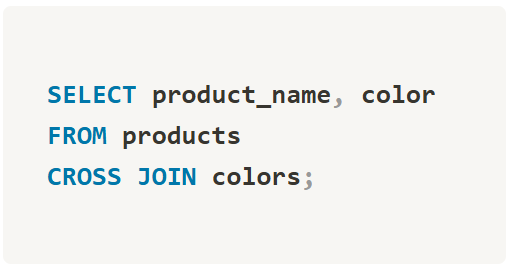 SELECT product_name, color
FROM products
CROSS JOIN colors;